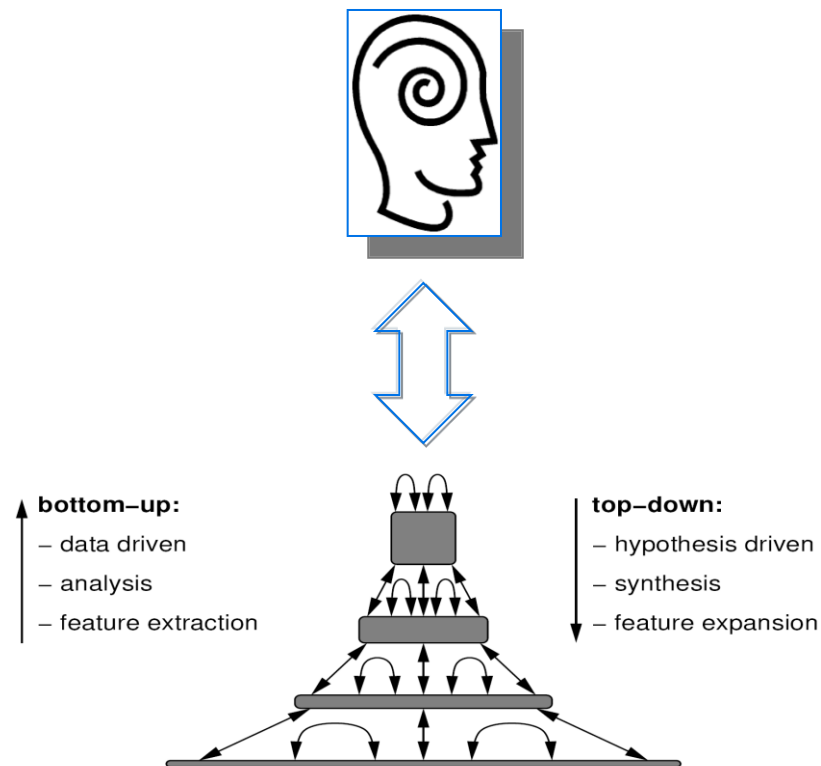 bottom–up:
– data driven
– analysis
– feature extraction
top–down:
– hypothesis driven
– synthesis
– feature expansion